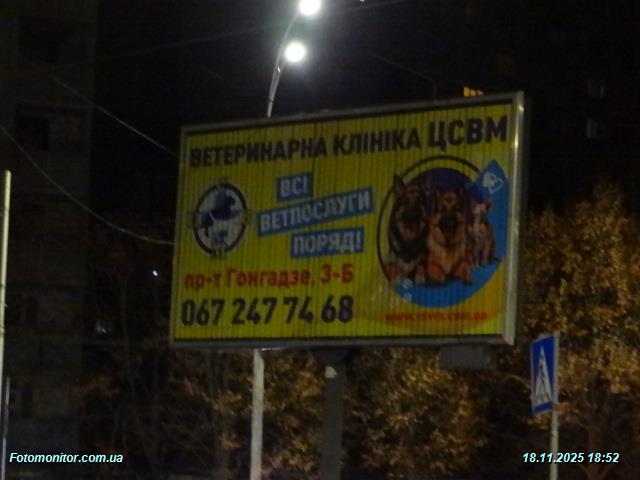 ВЕТЕРИНАРНА КЛІНІКА ЦСВМ
ВСІ
ВЕТПОСЛУГИ
ПОРЯД!
пр-т Гонгадзе, 3-Б
067 247 74 68
Fotomonitor.com.ua
18.11.2025 18:52